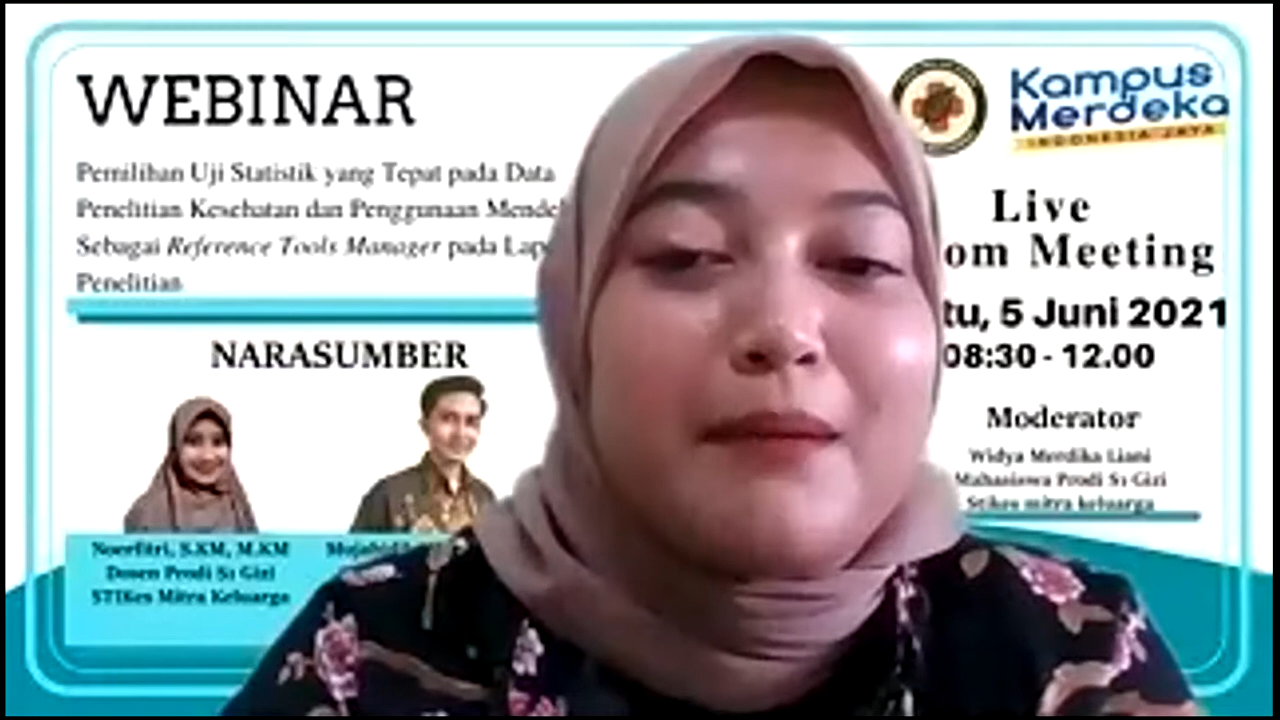 WEBINAR
Pemilihan Uji Statistik yang Tepat pada Data
Penelitian Kesehatan dan Penggunaan Mendel
Sebagai Reference Tools Manager pada Lap
Penelitian
NARASUMBER
Noerfitri, S.KM, M.KM
Dosen Prodi S1 Gizi
STIKes Mitra Keluarga
Kampus
Merdeka
INDONESIA JAYA
Live
om Meeting
tu, 5 Juni 2021
08:30 - 12.00
Moderator
Widya Merdika Liani
Mahasiswa Prodi S1 Gizi
Stikes mitra keluarga